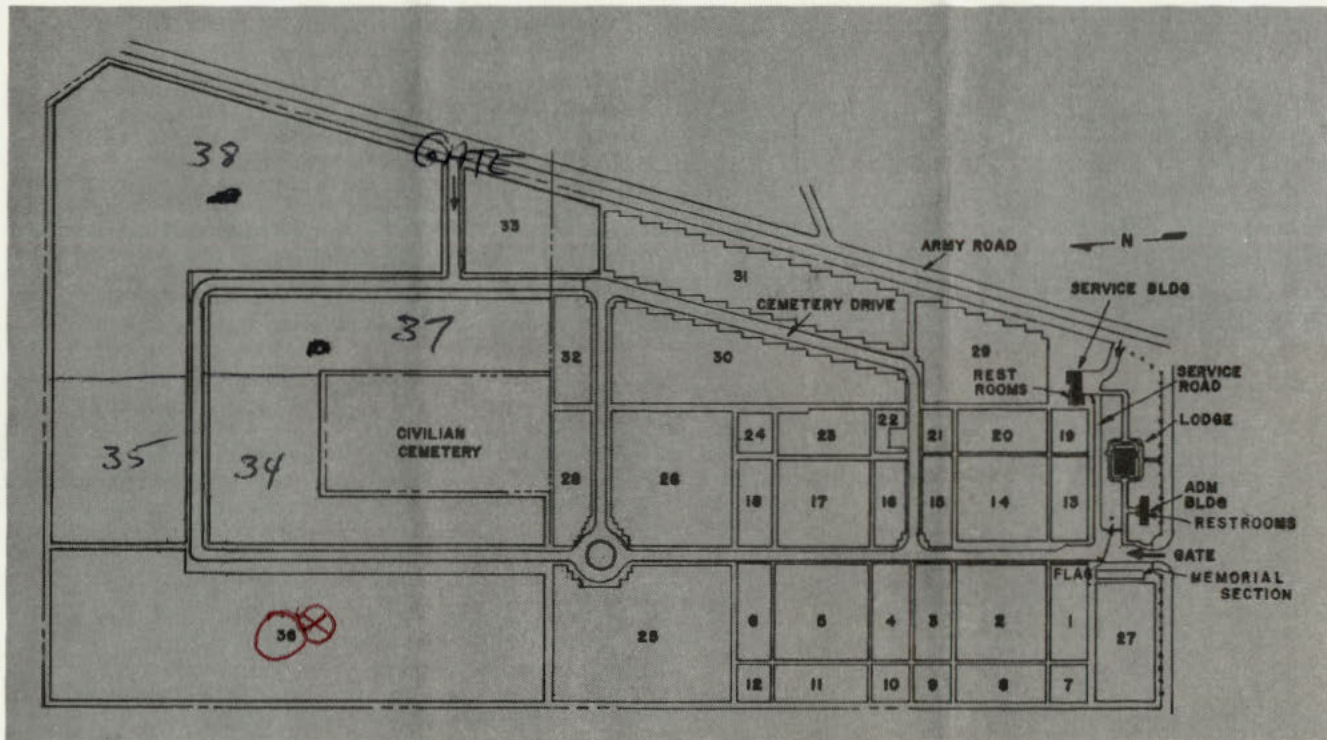 38
GATE
33
N
ARMY ROAD
31
SERVICE BLDG
CEMETERY DRIVE
37
32
30
29
REST
ROOMS
SERVICE
ROAD
LODGE
22
24
23
21
20
19
CIVILIAN
CEMETERY
35
34
28
26
18
17
16
15
14
13
ADM
BLDG
RESTROOMS
GATE
FLAG
MEMORIAL
SECTION
36
25
6
5
4
3
2
1
27
12
11
10
9
8
7